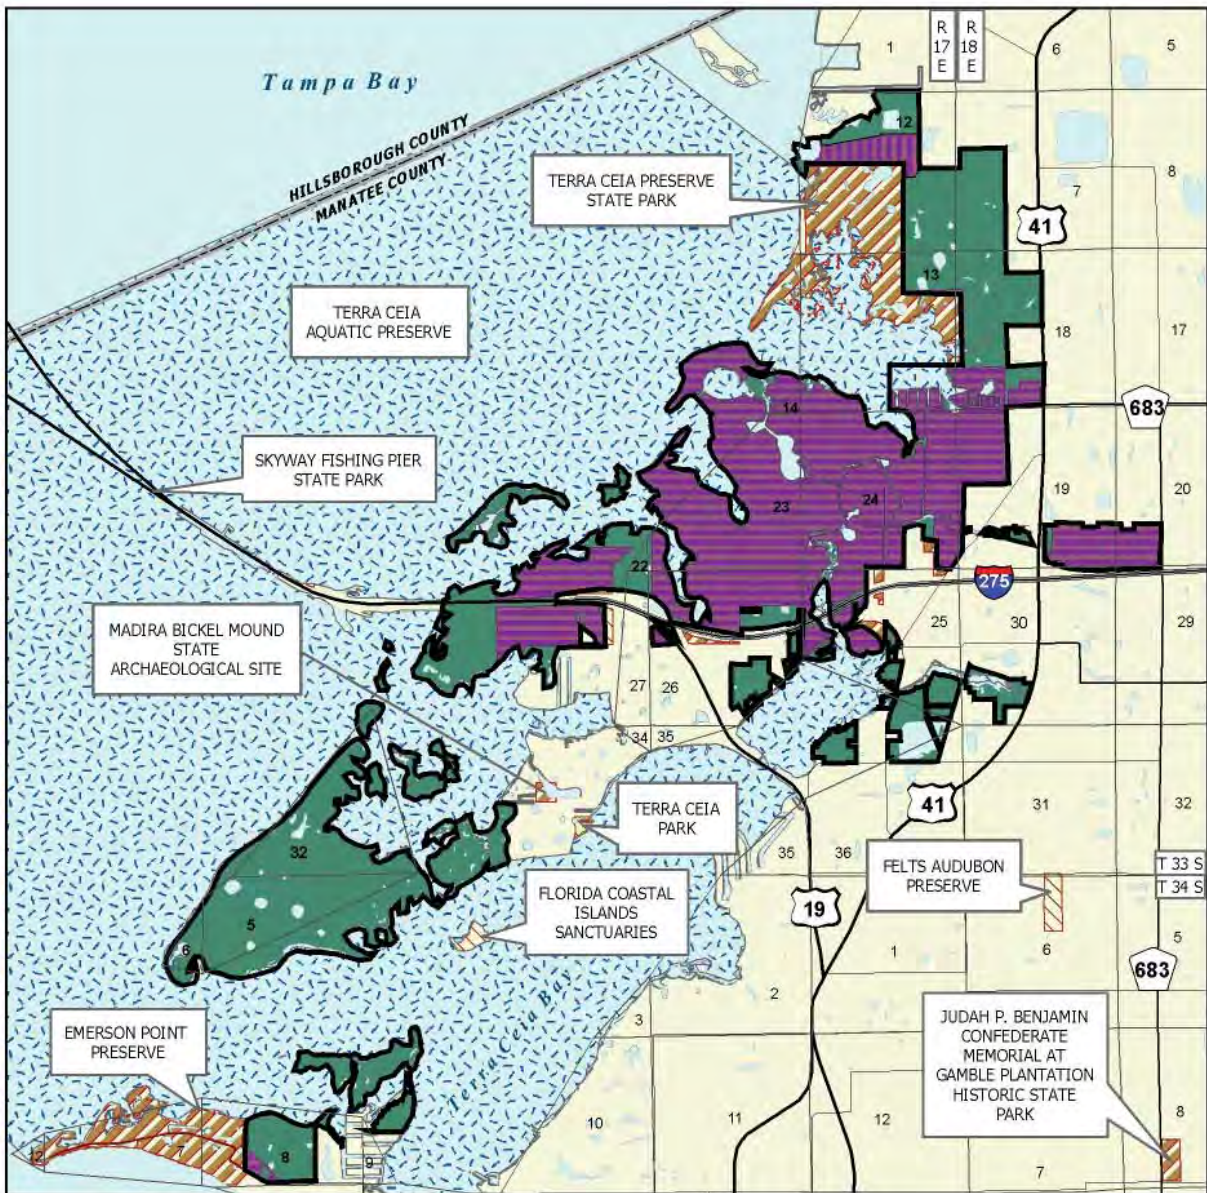 Tampa Bay
HILLSBOROUGH COUNTY
MANATEE COUNTY
R
17
E
R
18
E
1
6
5
12
TERRA CEIA PRESERVE
STATE PARK
8
7
41
13
TERRA CEIA
AQUATIC PRESERVE
18
17
14
683
SKYWAY FISHING PIER
STATE PARK
23
24
19
20
22
275
MADIRA BICKEL MOUND
STATE
ARCHAEOLOGICAL SITE
25
30
29
27
26
34
35
41
31
32
TERRA CEIA
PARK
32
35
36
FELTS AUDUBON
PRESERVE
T 33 S
T 34 S
FLORIDA COASTAL
ISLANDS
SANCTUARIES
19
5
6
1
6
5
683
2
3
Terra Ceia Bay
EMERSON POINT
PRESERVE
JUDAH P. BENJAMIN
CONFEDERATE
MEMORIAL AT
GAMBLE PLANTATION
HISTORIC STATE
PARK
10
11
12
8
12
7
8
9
7